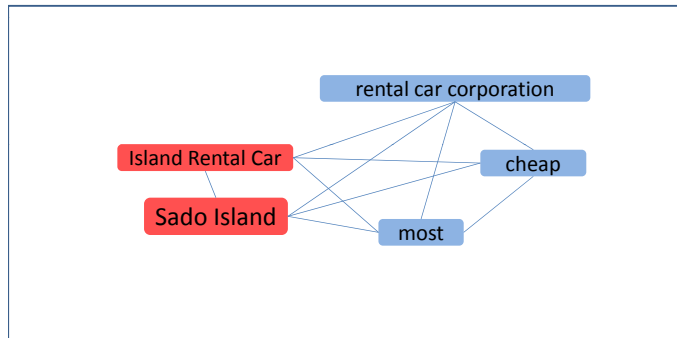 rental car corporation
Island Rental Car
cheap
Sado Island
most